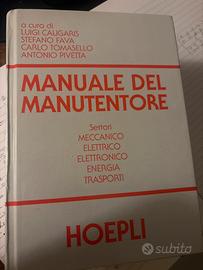 a cura di
LUIGI CALIGARIS
STEFANO FAVA
CARLO TOMASELLO
ANTONIO PIVETTA
MANUALE DEL
MANUTENTORE
Settori
MECCANICO
ELETTRICO
ELETTRONICO
ENERGIA
TRASPORTI
HOEPLI
subito